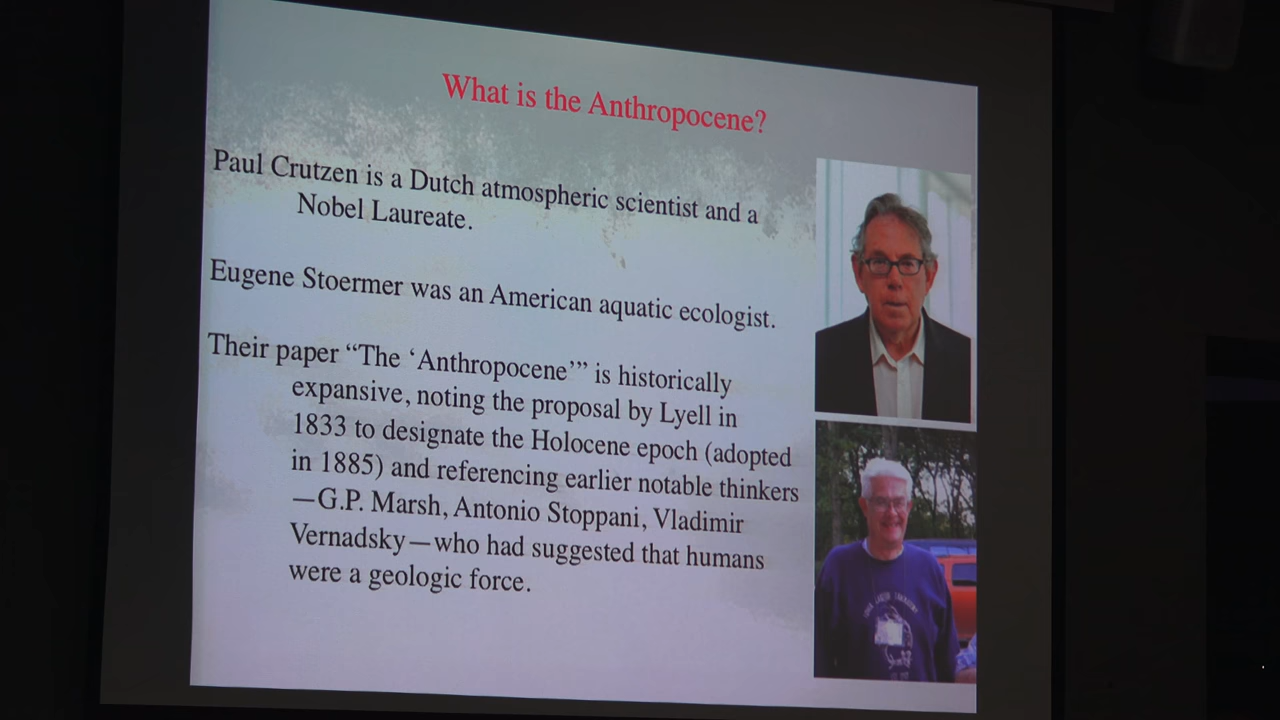 What is the Anthropocene?
Paul Crutzen is a Dutch atmospheric scientist and a
Nobel Laureate.
Eugene Stoermer was an American aquatic ecologist.
Their paper “The ‘Anthropocene’” is historically
expansive, noting the proposal by Lyell in
1833 to designate the Holocene epoch (adopted
in 1885) and referencing earlier notable thinkers
—G.P. Marsh, Antonio Stoppani, Vladimir
Vernadsky—who had suggested that humans
were a geologic force.